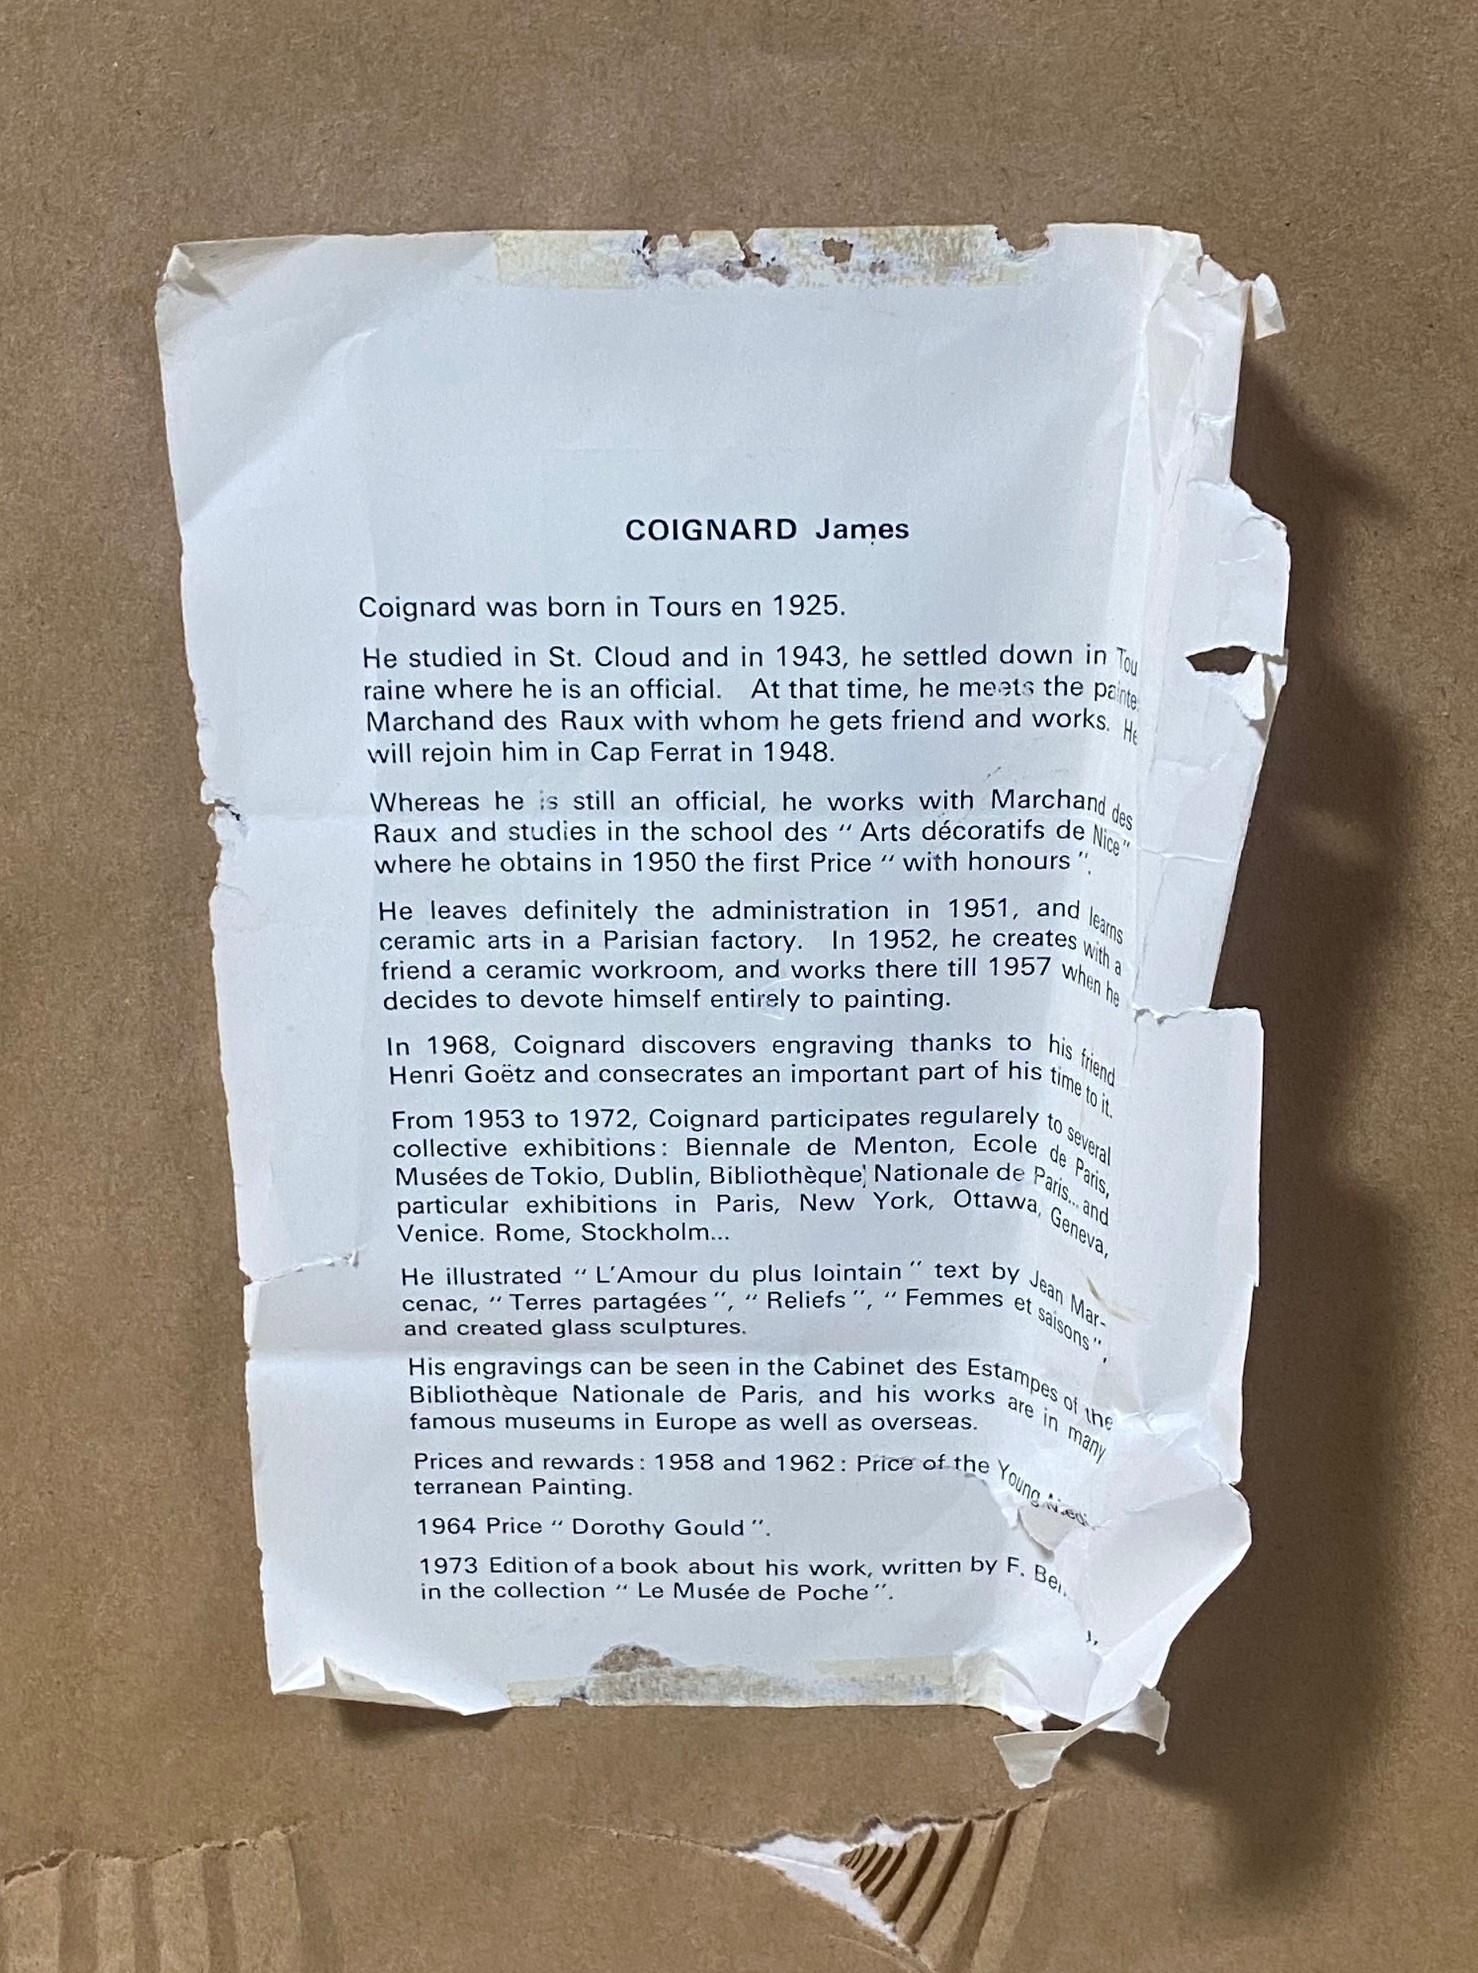 COIGNARD James
Coignard was born in Tours en 1925.
He studied in St. Cloud and in 1943, he settled down in Tou
raine where he is an official. At that time, he meets the painte
Marchand des Raux with whom he gets friend and works. He
will rejoin him in Cap Ferrat in 1948.
Whereas he is still an official, he works with Marchand des
Raux and studies in the school des " Arts décoratifs de Nice"
where he obtains in 1950 the first Price " with honours ".
He leaves definitely the administration in 1951, and learns
ceramic arts in a Parisian factory. In 1952, he creates with a
friend a ceramic workroom, and works there till 1957 when he
decides to devote himself entirely to painting.
In 1968, Coignard discovers engraving thanks to his friend
Henri Goëtz and consecrates an important part of his time to it.
From 1953 to 1972, Coignard participates regularely to several
collective exhibitions : Biennale de Menton, Ecole de Paris,
Musées de Tokio, Dublin, Bibliothèque Nationale de Paris... and
particular exhibitions in Paris, New York, Ottawa, Geneva,
Venice. Rome, Stockholm...
He illustrated " L'Amour du plus lointain " text by Jean Mar-
cenac, " Terres partagées ", " Reliefs ", " Femmes et saisons ",
and created glass sculptures.
His engravings can be seen in the Cabinet des Estampes of the
Bibliothèque Nationale de Paris, and his works are in many
famous museums in Europe as well as overseas.
Prices and rewards : 1958 and 1962 : Price of the Young Medi
terranean Painting.
1964 Price " Dorothy Gould ".
1973 Edition of a book about his work, written by F.
in the collection " Le Musée de Poche ".